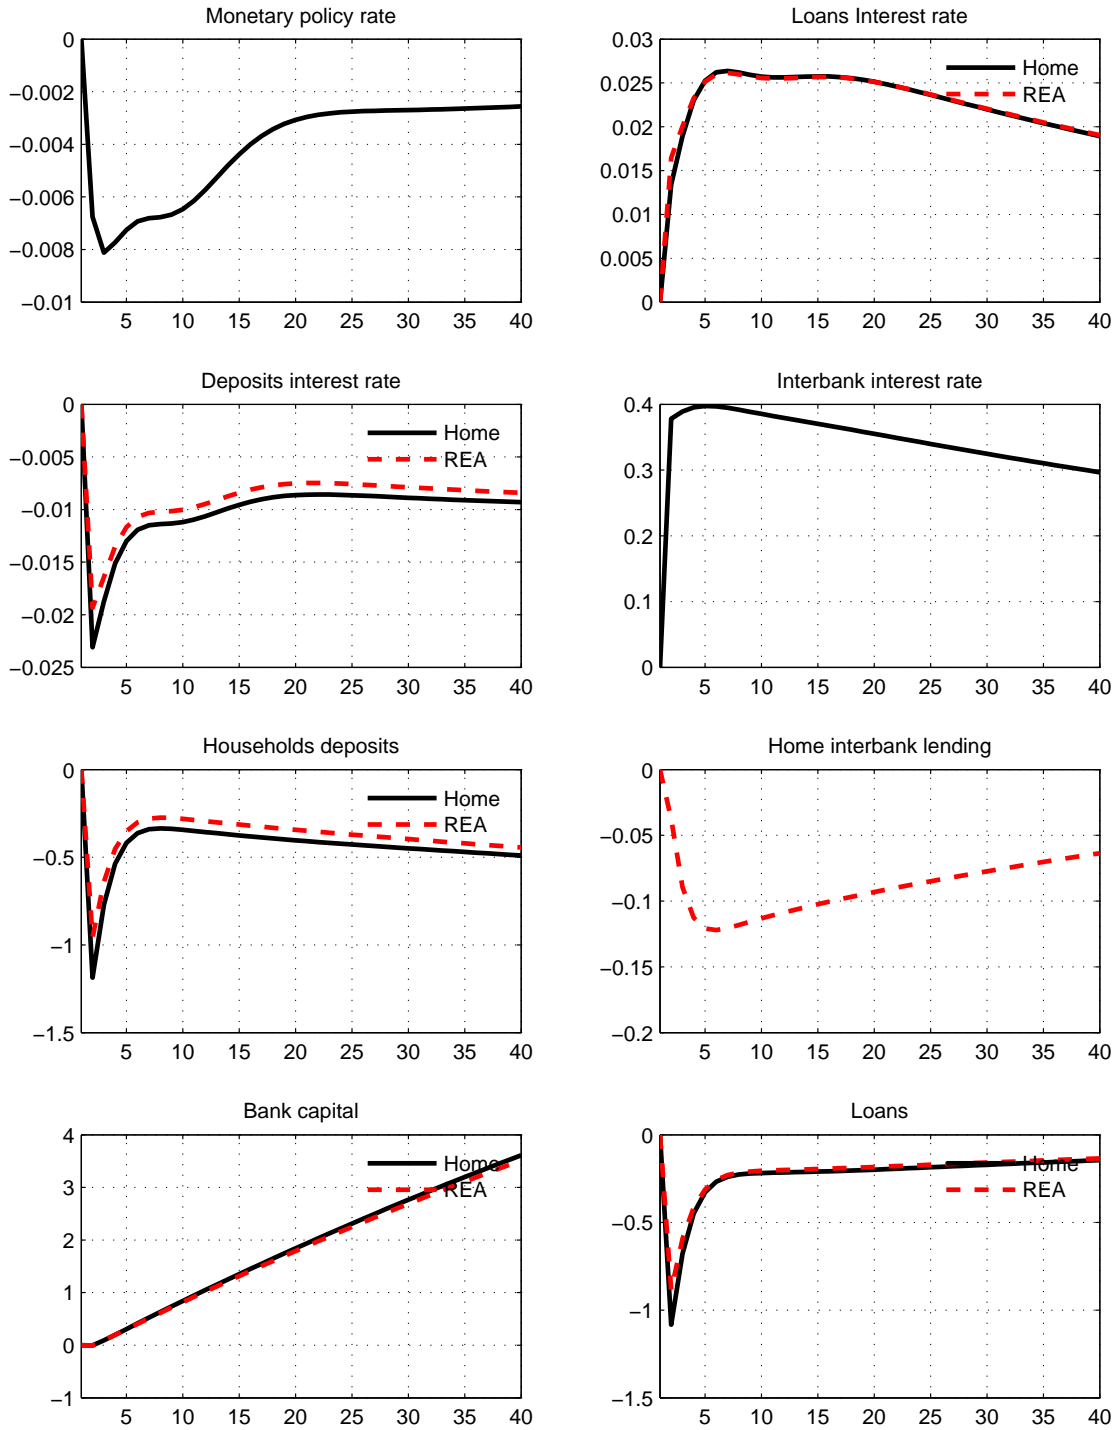 Monetary policy rate
0
−0.002
−0.004
−0.006
−0.008
−0.01
5 10 15 20 25 30 35 40
Loans Interest rate
0.03
0.025
0.02
0.015
0.01
0.005
0
Home
REA
5 10 15 20 25 30 35 40
Deposits interest rate
0
−0.005
−0.01
−0.015
−0.02
−0.025
Home
REA
5 10 15 20 25 30 35 40
Interbank interest rate
0.4
0.3
0.2
0.1
0
5 10 15 20 25 30 35 40
Households deposits
0
−0.5
−1
−1.5
Home
REA
5 10 15 20 25 30 35 40
Home interbank lending
0
−0.05
−0.1
−0.15
−0.2
5 10 15 20 25 30 35 40
Bank capital
4
3
2
1
0
−1
Home
REA
5 10 15 20 25 30 35 40
Loans
0
−0.5
−1
−1.5
Home
REA
5 10 15 20 25 30 35 40